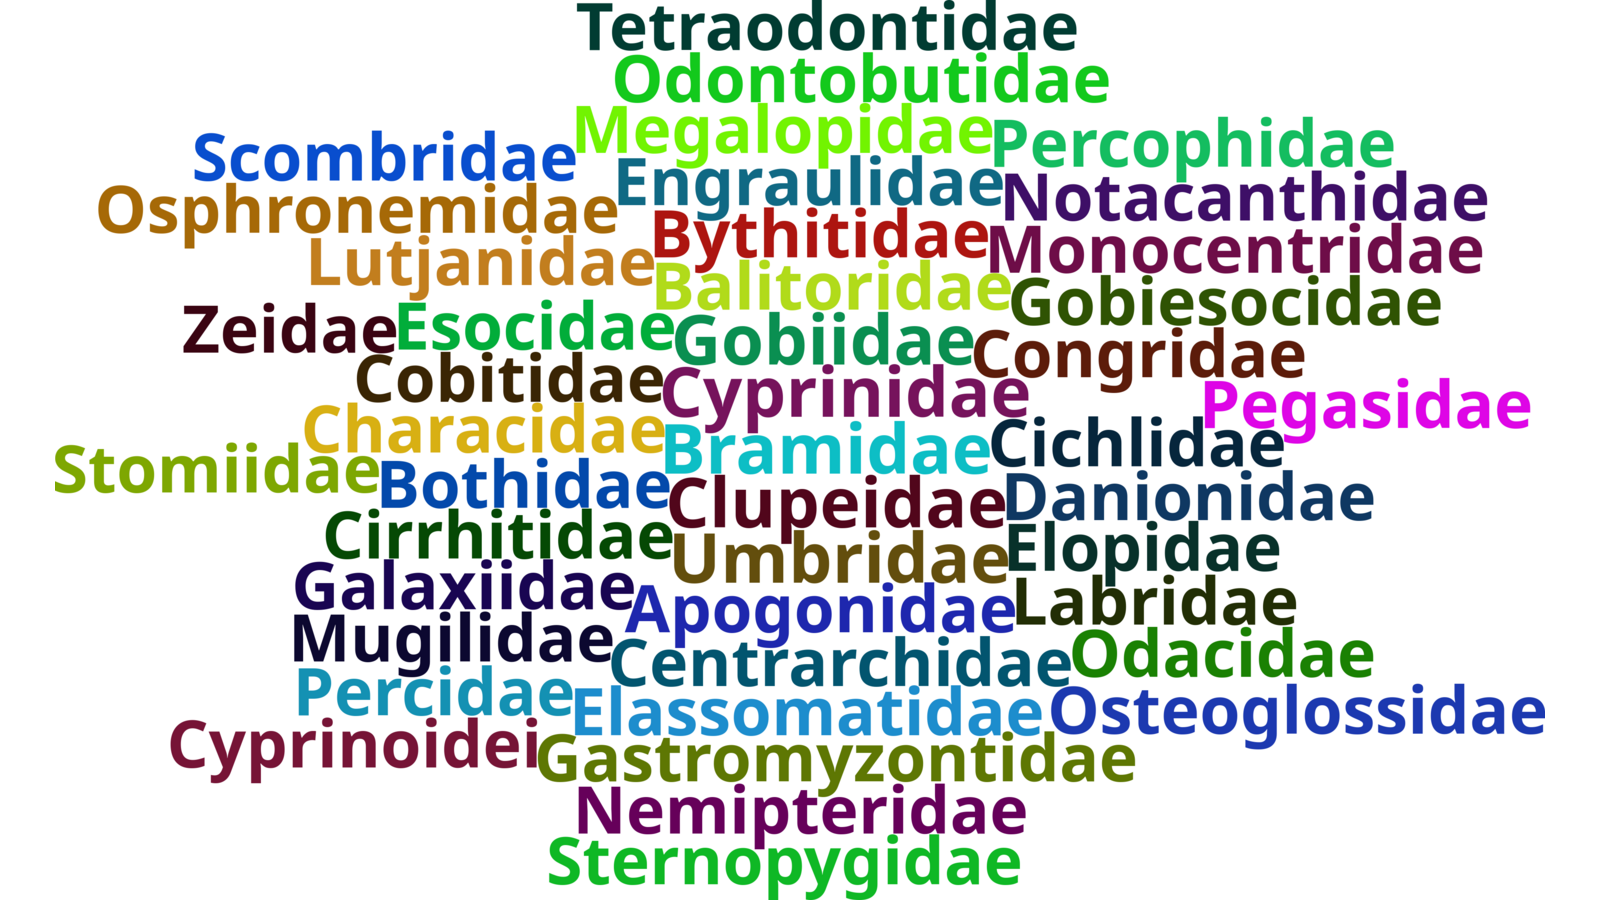 Tetraodontidae
Odontobutidae
Megalopidae
Percophidae
Scombridae
Engraulidae
Notacanthidae
Osphronemidae
Bythitidae
Monocentridae
Lutjanidae
Balitoridae
Gobiesocidae
Zeidae
Esocidae
Gobiidae
Congridae
Cobitidae
Cyprinidae
Pegasidae
Characidae
Bramidae
Cichlidae
Stomiidae
Bothidae
Clupeidae
Danionidae
Cirrhitidae
Umbridae
Elopidae
Galaxiidae
Apogonidae
Labridae
Mugilidae
Centrarchidae
Odacidae
Percidae
Elassomatidae
Osteoglossidae
Cyprinoidei
Gastromyzontidae
Nemipteridae
Sternopygidae